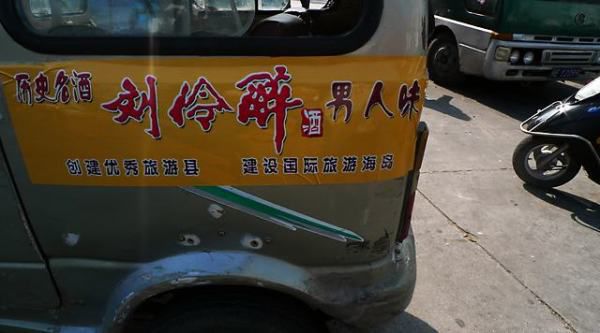 历史名酒 刘伶醉 酒 男人味
创建优秀旅游县 建设国际旅游海岛